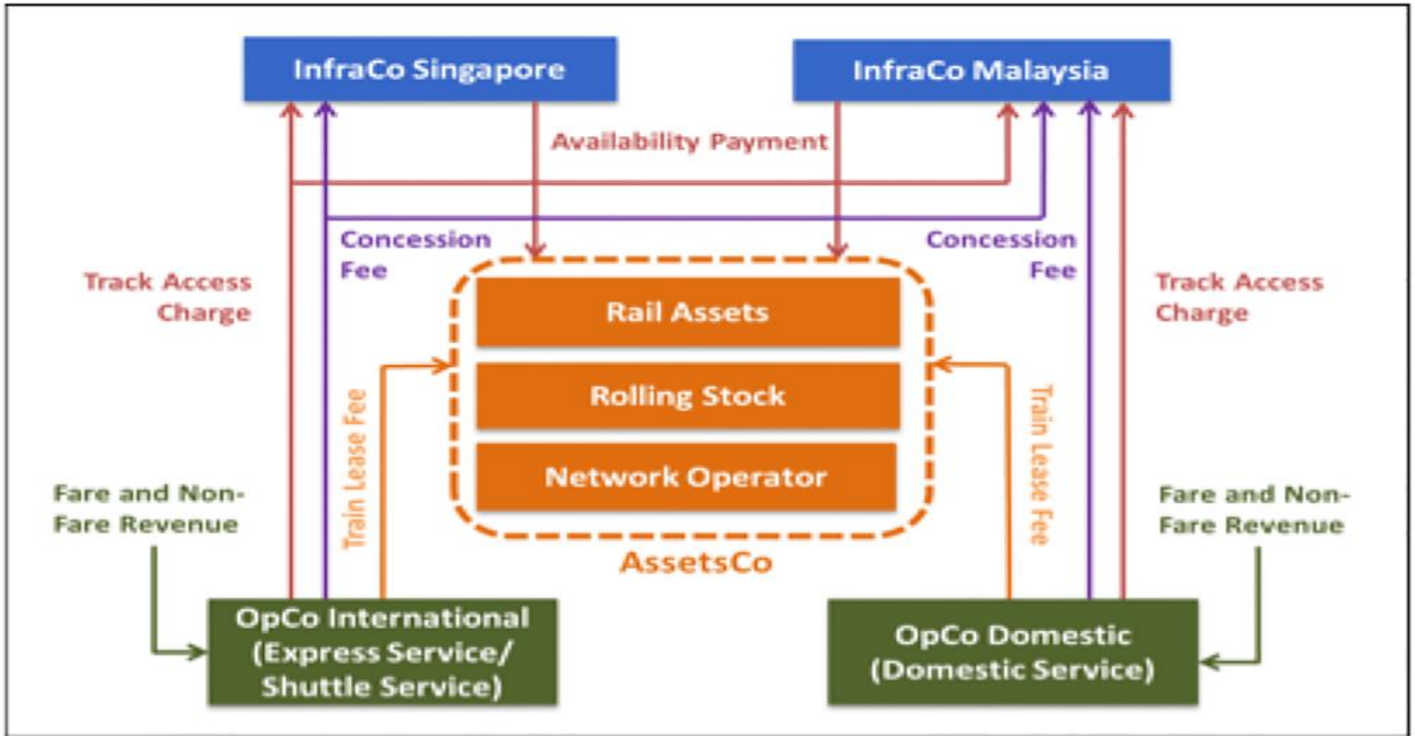 InfraCo Singapore
InfraCo Malaysia
Availability Payment
Concession
Fee
Concession
Fee
Track Access
Charge
Track Access
Charge
Rail Assets
Rolling Stock
Network Operator
AssetsCo
Train Lease Fee
Train Lease Fee
Fare and Non-
Fare Revenue
Fare and Non-
Fare Revenue
OpCo International
(Express Service/
Shuttle Service)
OpCo Domestic
(Domestic Service)